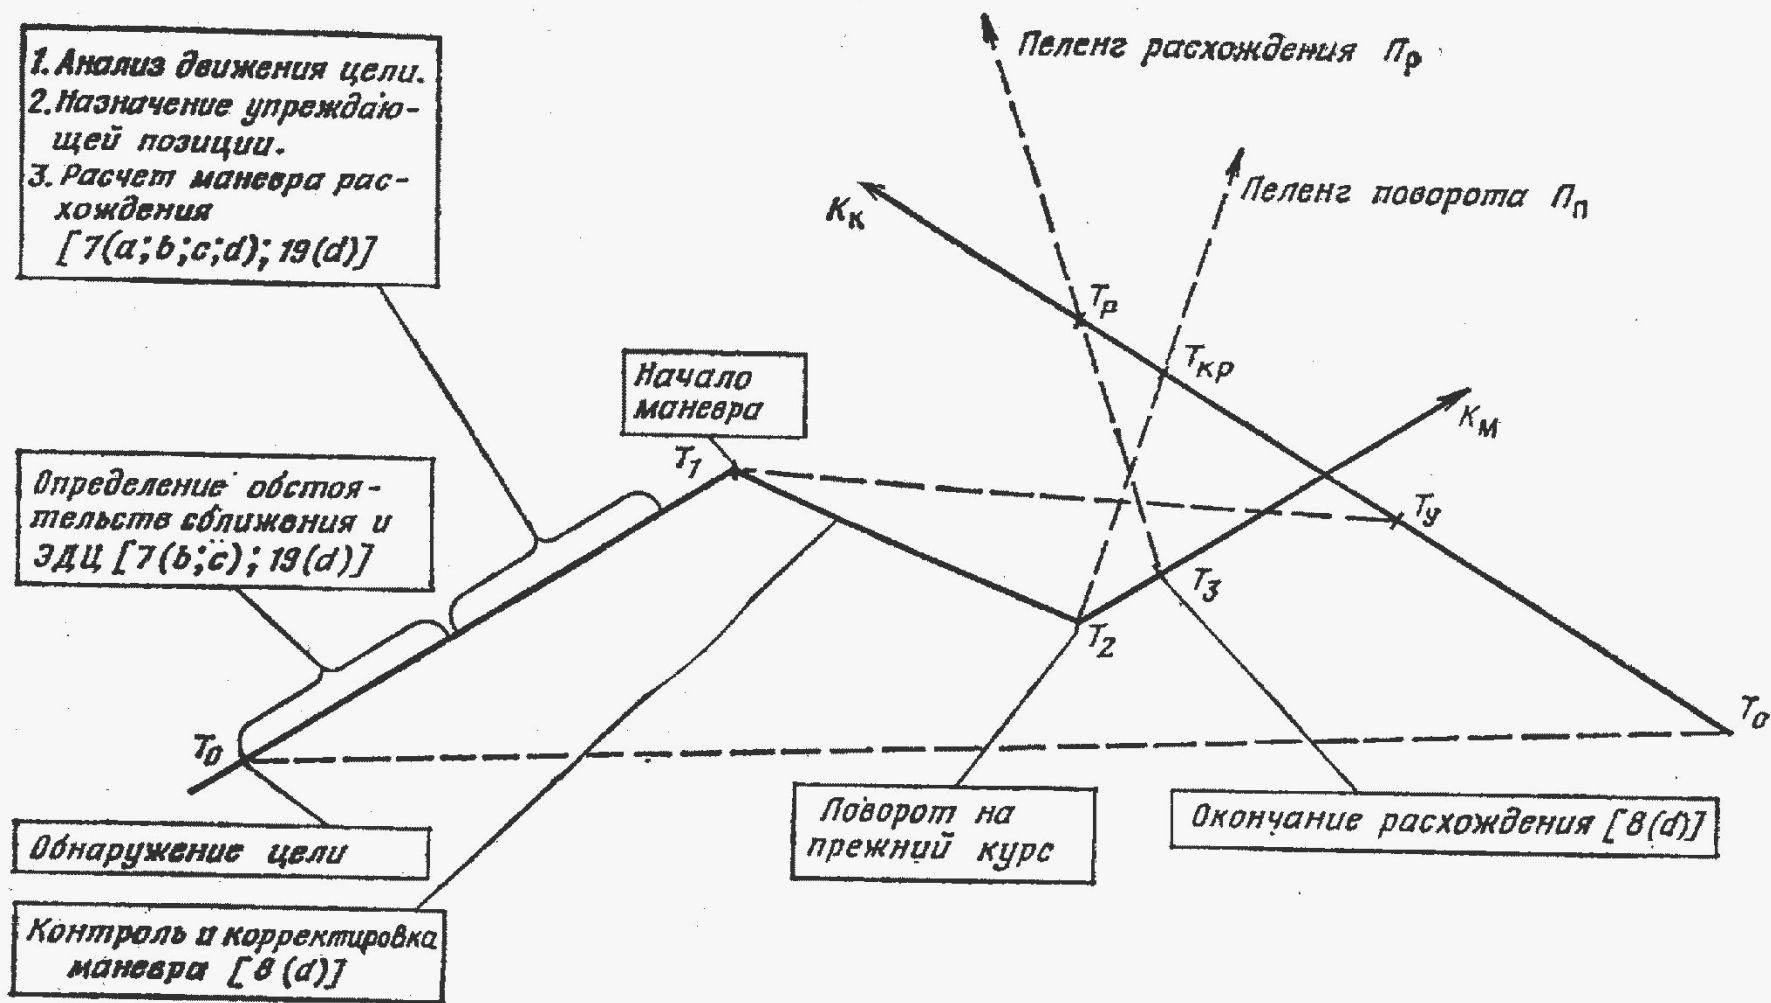 1. Анализ движения цели.
2. Назначение упреждаю-
щей позиции.
3. Расчет маневра рас-
хождения
[7(a;b;c;d); 19(d)]
Пеленг расхождения Пр
Пеленг поворота Пп
Кк
Тр
Ткр
Км
Начало
маневра
Т1
Ту
Определение обстоя-
тельств сближения и
ЭДЦ [7(b;c); 19(d)]
Т3
Т2
Т0
Т0
Обнаружение цели
Поворот на
прежний курс
Окончание расхождения [8(d)]
Контроль и корректировка
маневра [8(d)]